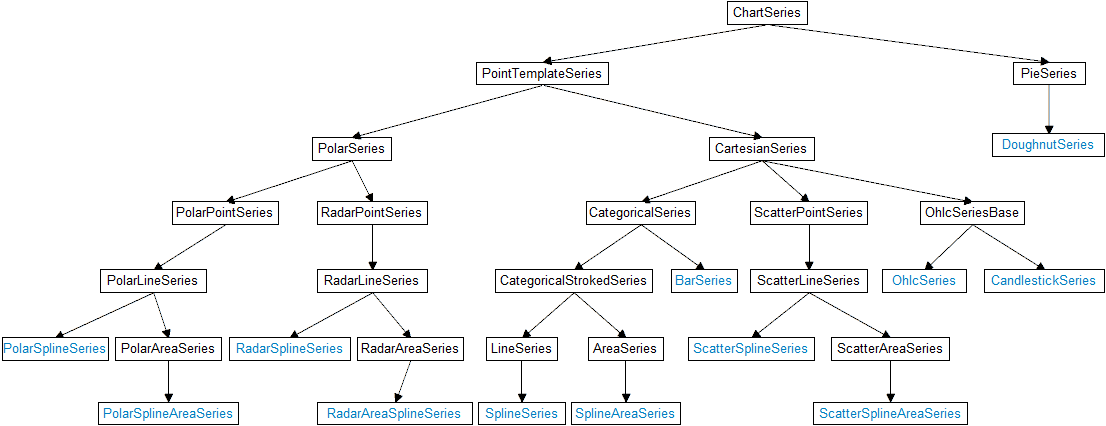 ChartSeries
PointTemplateSeries
PieSeries
PolarSeries
CartesianSeries
DoughnutSeries
PolarPointSeries
RadarPointSeries
CategoricalSeries
ScatterPointSeries
OhlcSeriesBase
PolarLineSeries
RadarLineSeries
CategoricalStrokedSeries
BarSeries
ScatterLineSeries
OhlcSeries
CandlestickSeries
PolarSplineSeries
PolarAreaSeries
RadarSplineSeries
RadarAreaSeries
LineSeries
AreaSeries
ScatterSplineSeries
ScatterAreaSeries
PolarSplineAreaSeries
RadarAreaSplineSeries
SplineSeries
SplineAreaSeries
ScatterSplineAreaSeries